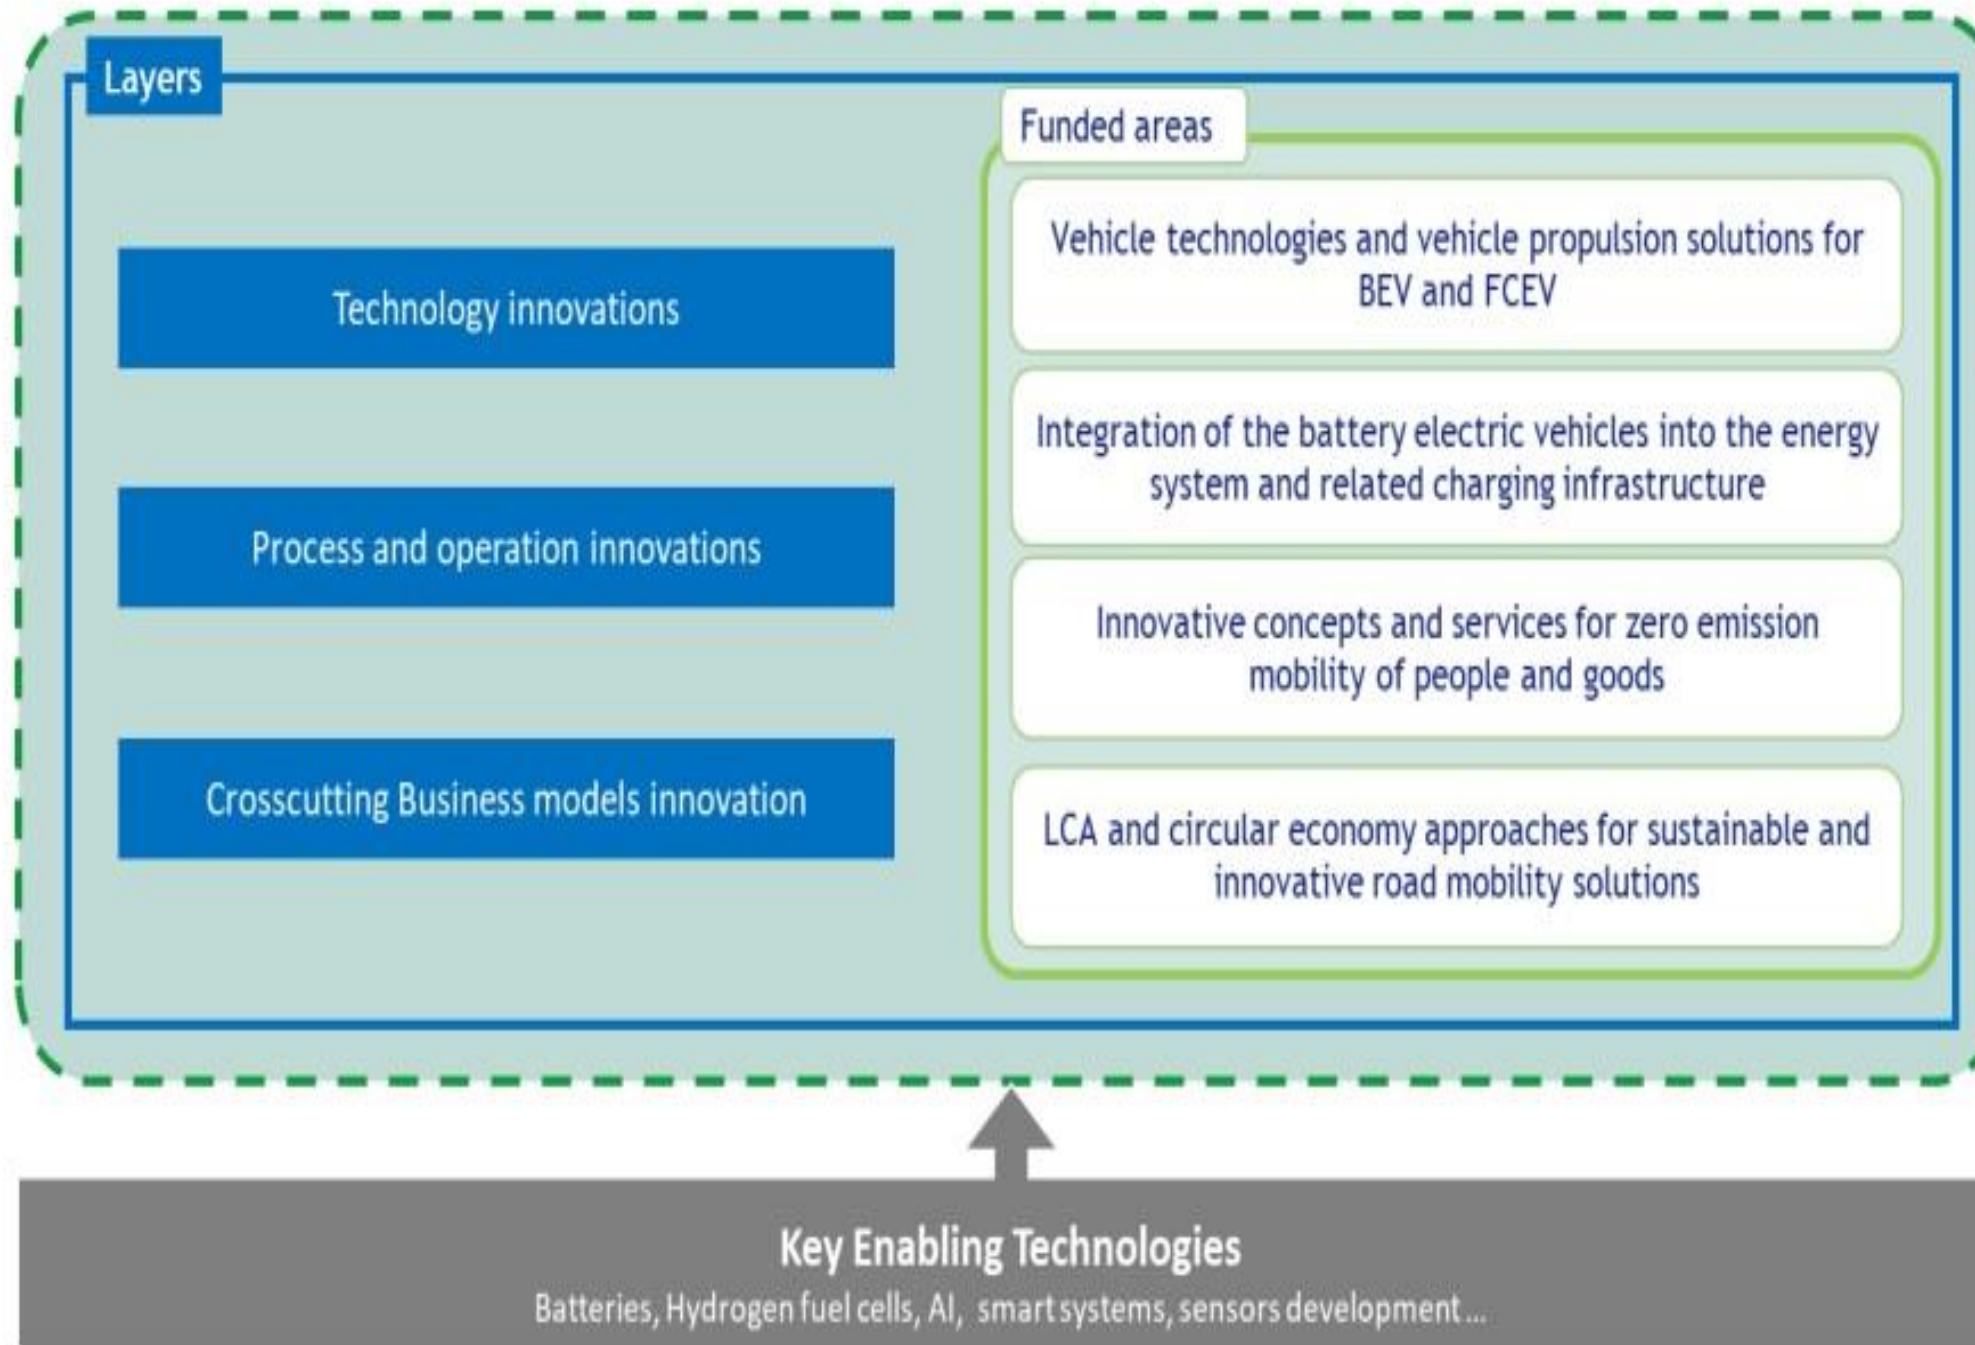 Layers
Technology innovations
Process and operation innovations
Crosscutting Business models innovation
Funded areas
Vehicle technologies and vehicle propulsion solutions for
BEV and FCEV
Integration of the battery electric vehicles into the energy
system and related charging infrastructure
Innovative concepts and services for zero emission
mobility of people and goods
LCA and circular economy approaches for sustainable and
innovative road mobility solutions
Key Enabling Technologies
Batteries, Hydrogen fuel cells, AI, smart systems, sensors development ...